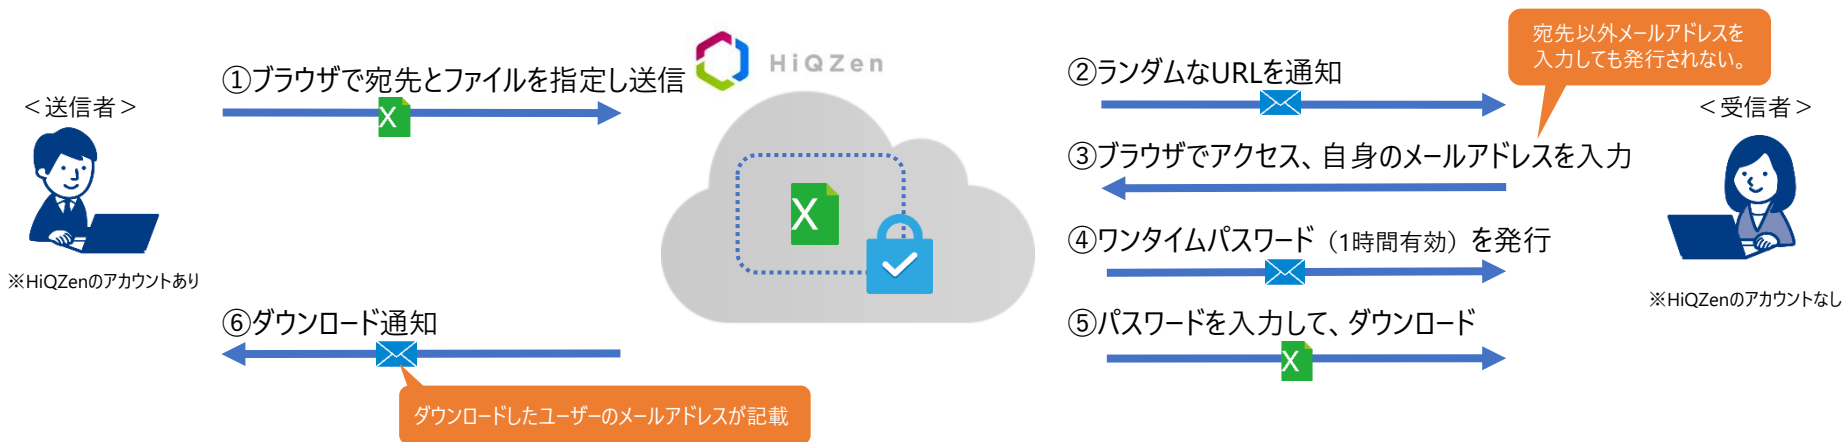 ＜送信者＞
※HiQZenのアカウントあり
①ブラウザで宛先とファイルを指定し送信
X
HiQZen
X
②ランダムなURLを通知
宛先以外メールアドレスを
入力しても発行されない。
＜受信者＞
③ブラウザでアクセス、自身のメールアドレスを入力
④ワンタイムパスワード（1時間有効）を発行
※HiQZenのアカウントなし
⑤パスワードを入力して、ダウンロード
X
⑥ダウンロード通知
ダウンロードしたユーザーのメールアドレスが記載